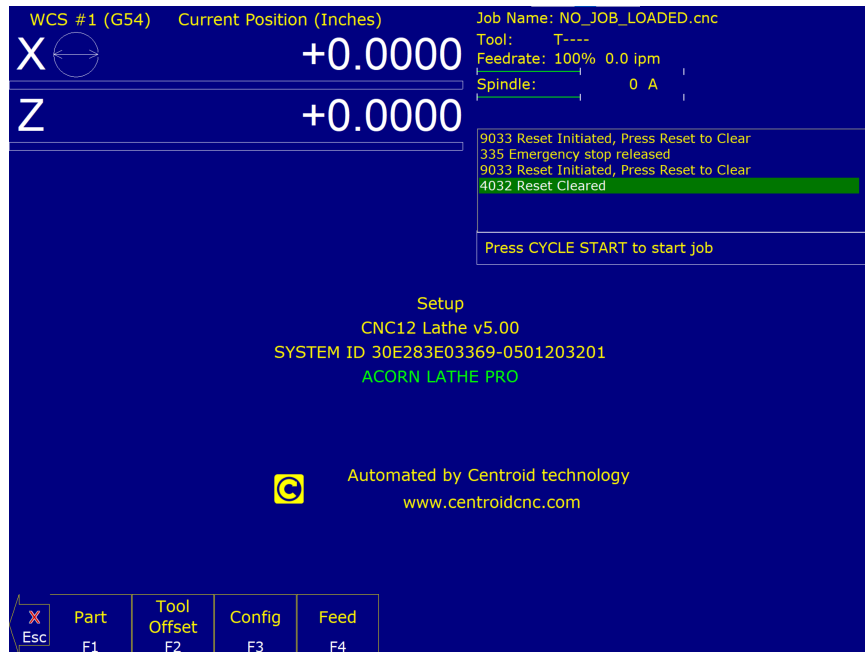 WCS #1 (G54) Current Position (Inches)
X +0.0000
Z +0.0000
Job Name: NO_JOB_LOADED.cnc
Tool: T----
Feedrate: 100% 0.0 ipm
Spindle: 0 A
9033 Reset Initiated, Press Reset to Clear
335 Emergency stop released
9033 Reset Initiated, Press Reset to Clear
4032 Reset Cleared
Press CYCLE START to start job
Setup
CNC12 Lathe v5.00
SYSTEM ID 30E283E03369-0501203201
ACORN LATHE PRO
C
Automated by Centroid technology
www.centroidcnc.com
X
Esc
Part
F1
Tool
Offset
F2
Config
F3
Feed
F4